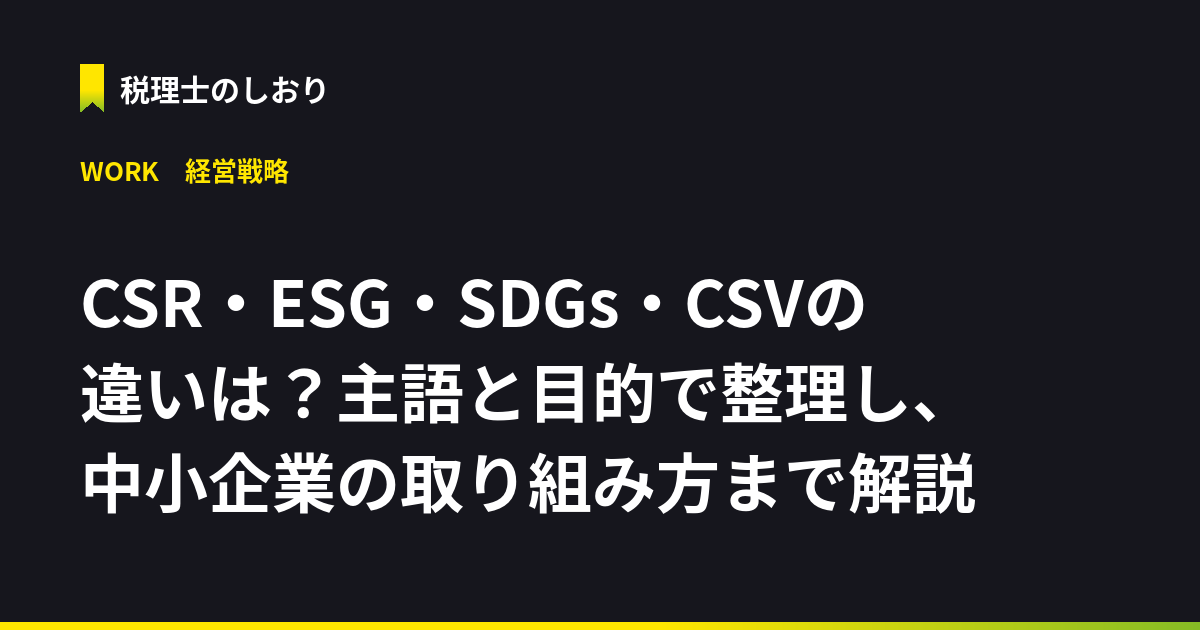 税理士のしおり
WORK　経営戦略
CSR・ESG・SDGs・CSVの
違いは？主語と目的で整理し、
中小企業の取り組み方まで解説